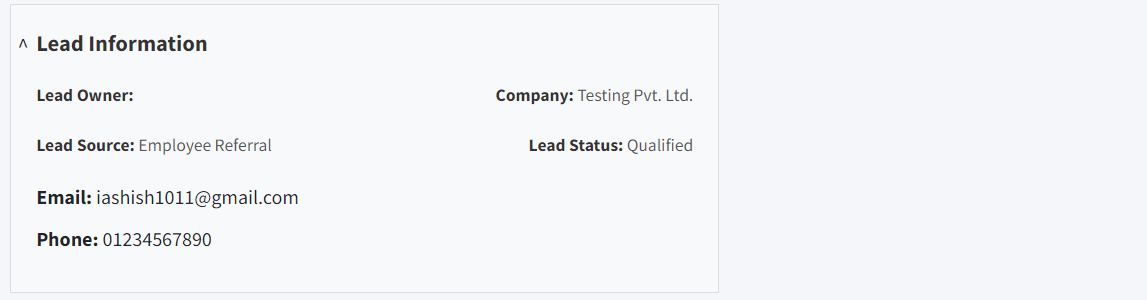 ^ Lead Information
Lead Owner: Company: Testing Pvt. Ltd.
Lead Source: Employee Referral Lead Status: Qualified
Email: iashish1011@gmail.com
Phone: 01234567890